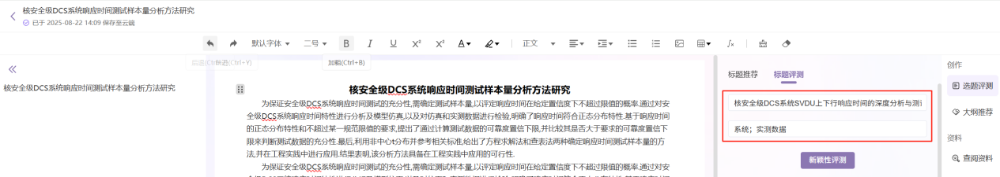 核安全级DCS系统响应时间测试样本量分析方法研究
已于 2025-08-22 14:09 保存至云端
默认字体 二号 B I U X² X² A 正文
加粗(Ctrl+B)
核安全级DCS系统响应时间测试样本量分析方法研究
核安全级DCS系统响应时间测试样本量分析方法研究
为保证安全级DCS系统响应时间测试的充分性,需确定测试样本量,以评定响应时间在给定置信度下不超过限值的概率.通过对安
全级DCS系统响应时间特性进行分析及模型仿真,以及对仿真和实测数据进行检验,明确了响应时间符合正态分布特性.基于响应时间
的正态分布特性和不超过某一规范限值的要求,提出了通过计算测试数据的可靠度置信下限,并比较其是否大于要求的可靠度置信下
限来判断测试数据的充分性.最后,利用非中心t分布并参考相关标准,给出了方程求解法和查表法两种确定响应时间测试样本量的方
法,并在工程实践中进行应用.结果表明,该分析方法具备在工程实践中应用的可行性.
为保证安全级DCS系统响应时间测试的充分性,需确定测试样本量,以评定响应时间在给定置信度下不超过限值的概率.通过对安
标题推荐 标题评测
核安全级DCS系统SVDU上下行响应时间的深度分析与测
系统；实测数据
新颖性评测
创作
选题评测
大纲推荐
资料
查阅资料